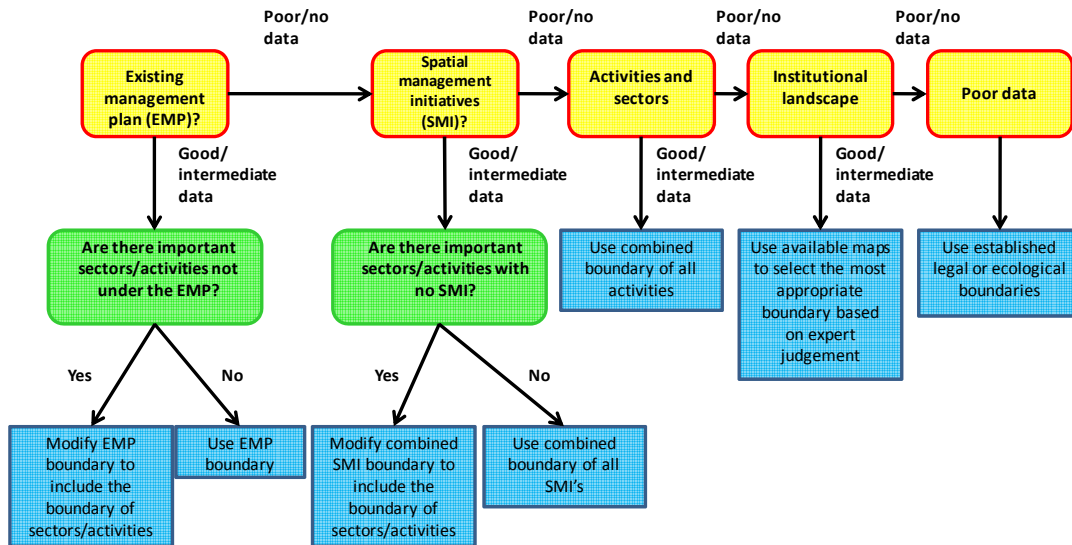 Poor/no
data
Poor/no
data
Poor/no
data
Poor/no
data
Existing
management
plan (EMP)?
Spatial
management
initiatives
(SMI)?
Activities and
sectors
Institutional
landscape
Poor data
Good/
intermediate
data
Good/
intermediate
data
Good/
intermediate
data
Good/
intermediate
data
Are there important
sectors/activities not
under the EMP?
Are there important
sectors/activities with
no SMI?
Use combined
boundary of all
activities
Use available maps
to select the most
appropriate
boundary based
on expert
judgement
Use established
legal or ecological
boundaries
Yes
No
Yes
No
Modify EMP
boundary to
include the
boundary of
sectors/activities
Use EMP
boundary
Modify combined
SMI boundary to
include the
boundary of
sectors/activities
Use combined
boundary of all
SMI's